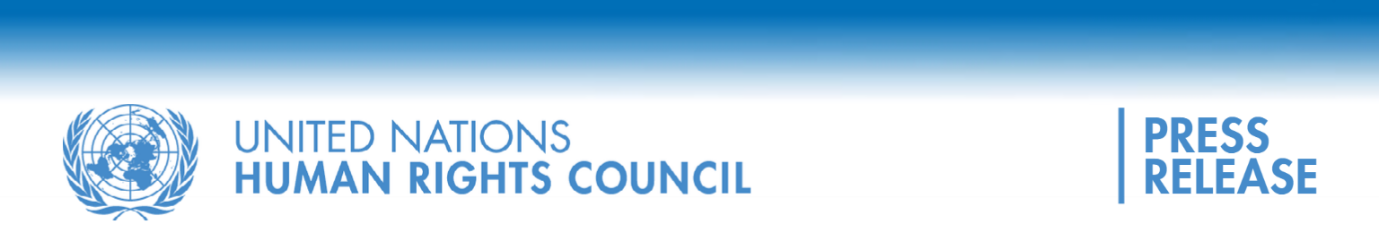 UNITED NATIONS
HUMAN RIGHTS COUNCIL
PRESS
RELEASE